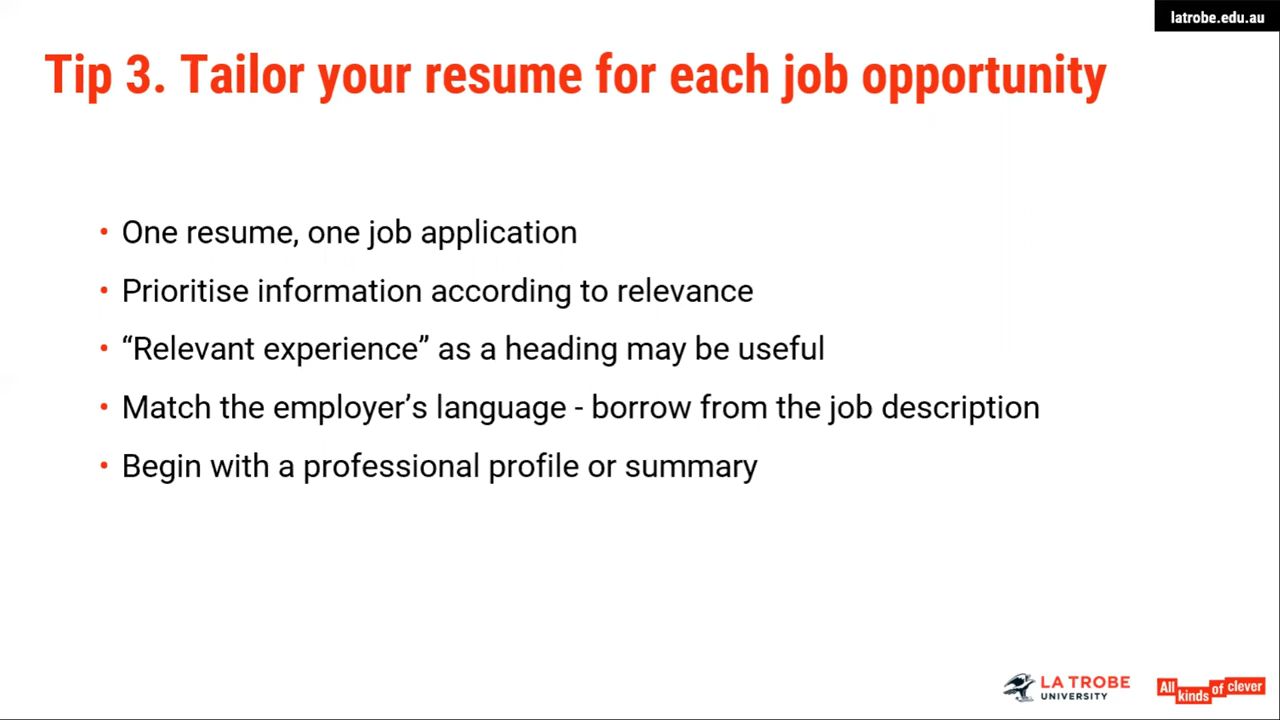 latrobe.edu.au
Tip 3. Tailor your resume for each job opportunity
• One resume, one job application
• Prioritise information according to relevance
• “Relevant experience” as a heading may be useful
• Match the employer’s language - borrow from the job description
• Begin with a professional profile or summary
LA TROBE
UNIVERSITY
All kinds of clever